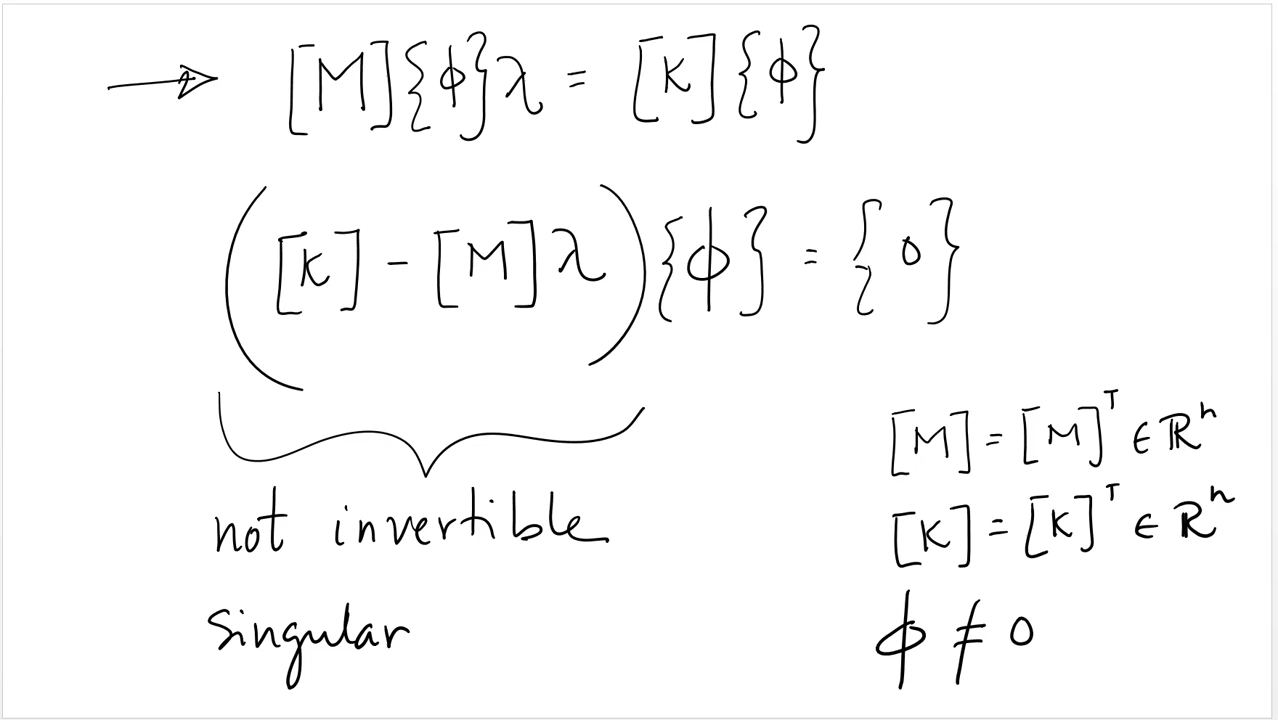 → [M]{ϕ}λ = [K]{ϕ}
([K] - [M]λ){ϕ} = {0}
not invertible
singular
[M] = [M]ᵀ ∈ ℝⁿ
[K] = [K]ᵀ ∈ ℝⁿ
ϕ ≠ 0